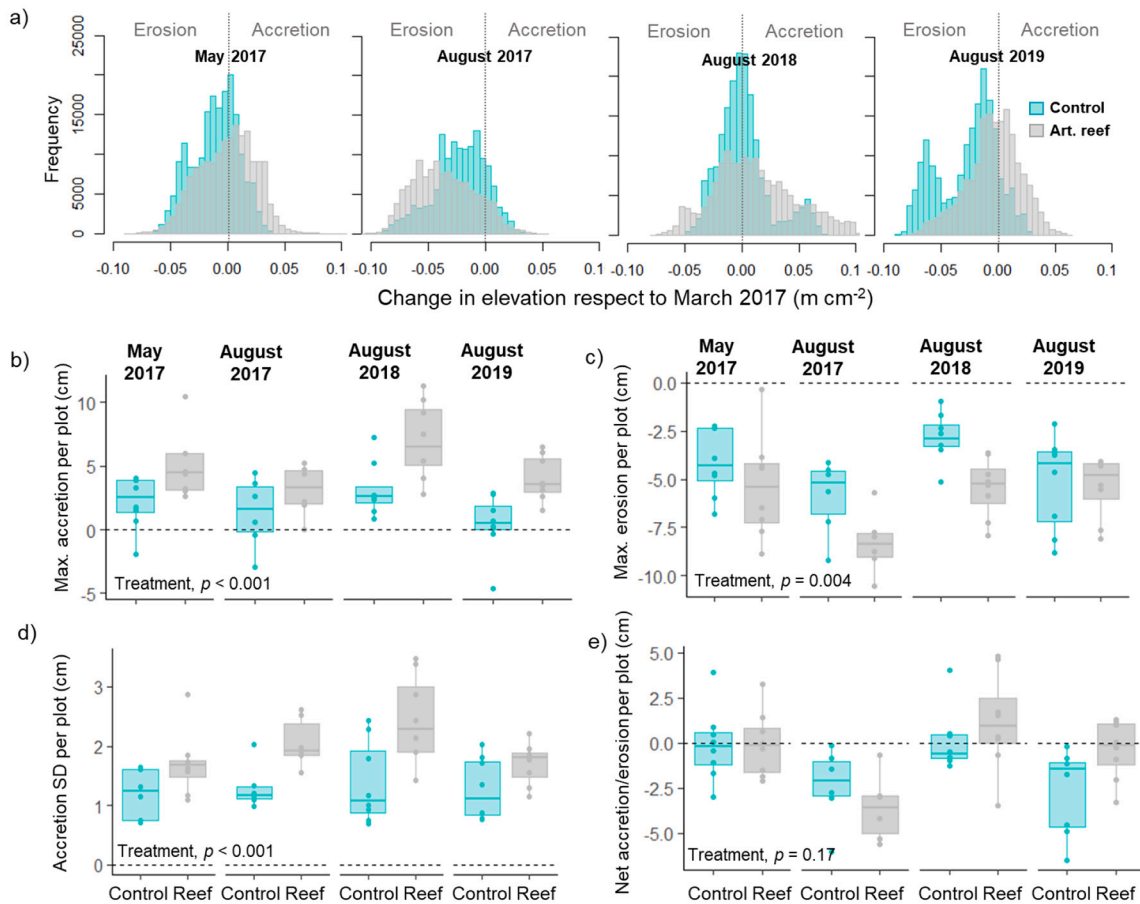 a)
Erosion Accretion Erosion Accretion Erosion Accretion Erosion Accretion
May 2017 August 2017 August 2018 August 2019
Control
Art. reef
Frequency
25000
15000
5000
0
-0.10 0.00 0.05 0.1 -0.10 0.00 0.05 0.1 -0.10 0.00 0.05 0.1 -0.10 0.00 0.05 0.1
Change in elevation respect to March 2017 (m cm⁻²)
b)
May 2017
August 2017
August 2018
August 2019
Max. accretion per plot (cm)
10
5
0
-5
Treatment, p < 0.001
c)
May 2017
August 2017
August 2018
August 2019
Max. erosion per plot (cm)
0.0
-2.5
-5.0
-7.5
-10.0
Treatment, p = 0.004
d)
Accretion SD per plot (cm)
3
2
1
0
Treatment, p < 0.001
Control Reef Control Reef Control Reef Control Reef
e)
Net accretion/erosion per plot (cm)
5.0
2.5
0.0
-2.5
-5.0
Treatment, p = 0.17
Control Reef Control Reef Control Reef Control Reef